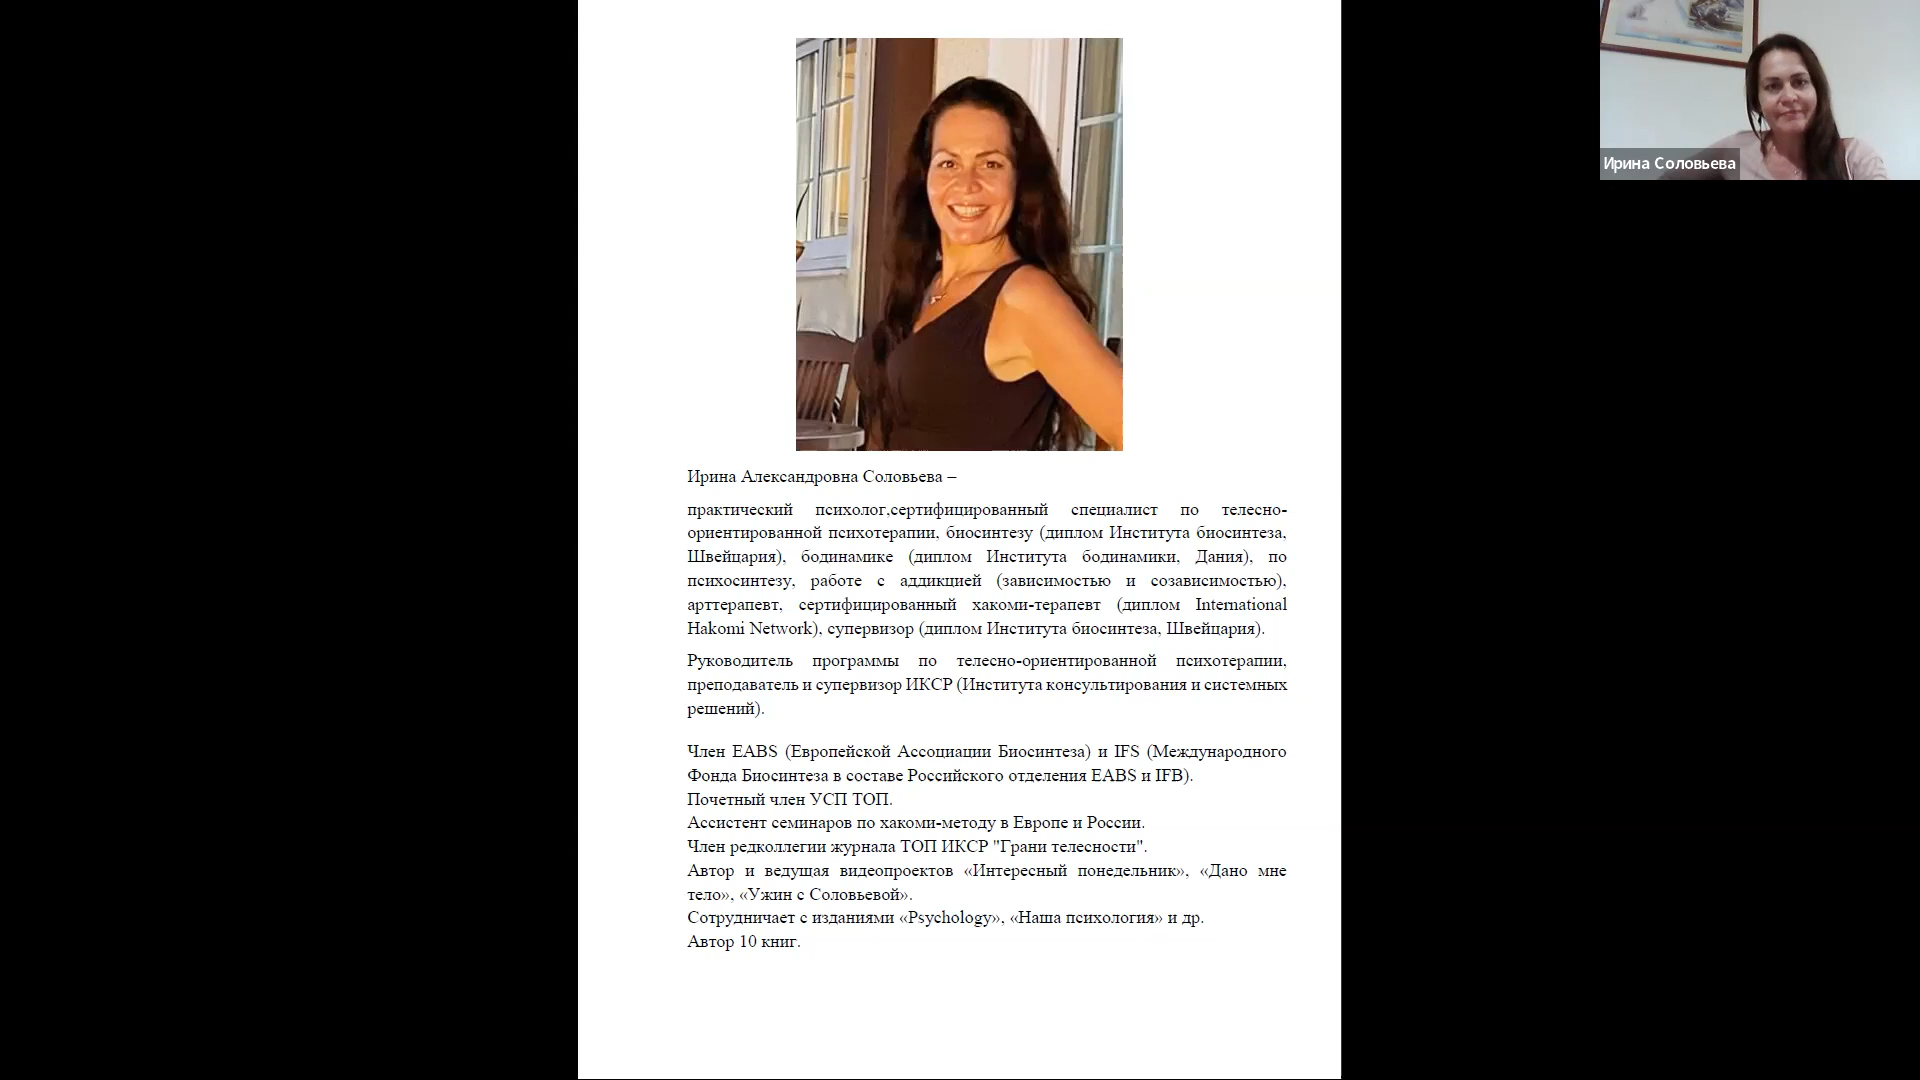 Ирина Соловьева
Ирина Александровна Соловьева –
практический психолог,сертифицированный специалист по телесно-
ориентированной психотерапии, биосинтезу (диплом Института биосинтеза,
Швейцария), бодинамике (диплом Института бодинамики, Дания), по
психосинтезу, работе с аддикцией (зависимостью и созависимостью),
арттерапевт, сертифицированный хакоми-терапевт (диплом International
Hakomi Network), супервизор (диплом Института биосинтеза, Швейцария).
Руководитель программы по телесно-ориентированной психотерапии,
преподаватель и супервизор ИКСР (Института консультирования и системных
решений).
Член EABS (Европейской Ассоциации Биосинтеза) и IFS (Международного
Фонда Биосинтеза в составе Российского отделения EABS и IFB).
Почетный член УСП ТОП.
Ассистент семинаров по хакоми-методу в Европе и России.
Член редколлегии журнала ТОП ИКСР "Грани телесности".
Автор и ведущая видеопроектов «Интересный понедельник», «Дано мне
тело», «Ужин с Соловьевой».
Сотрудничает с изданиями «Psychology», «Наша психология» и др.
Автор 10 книг.